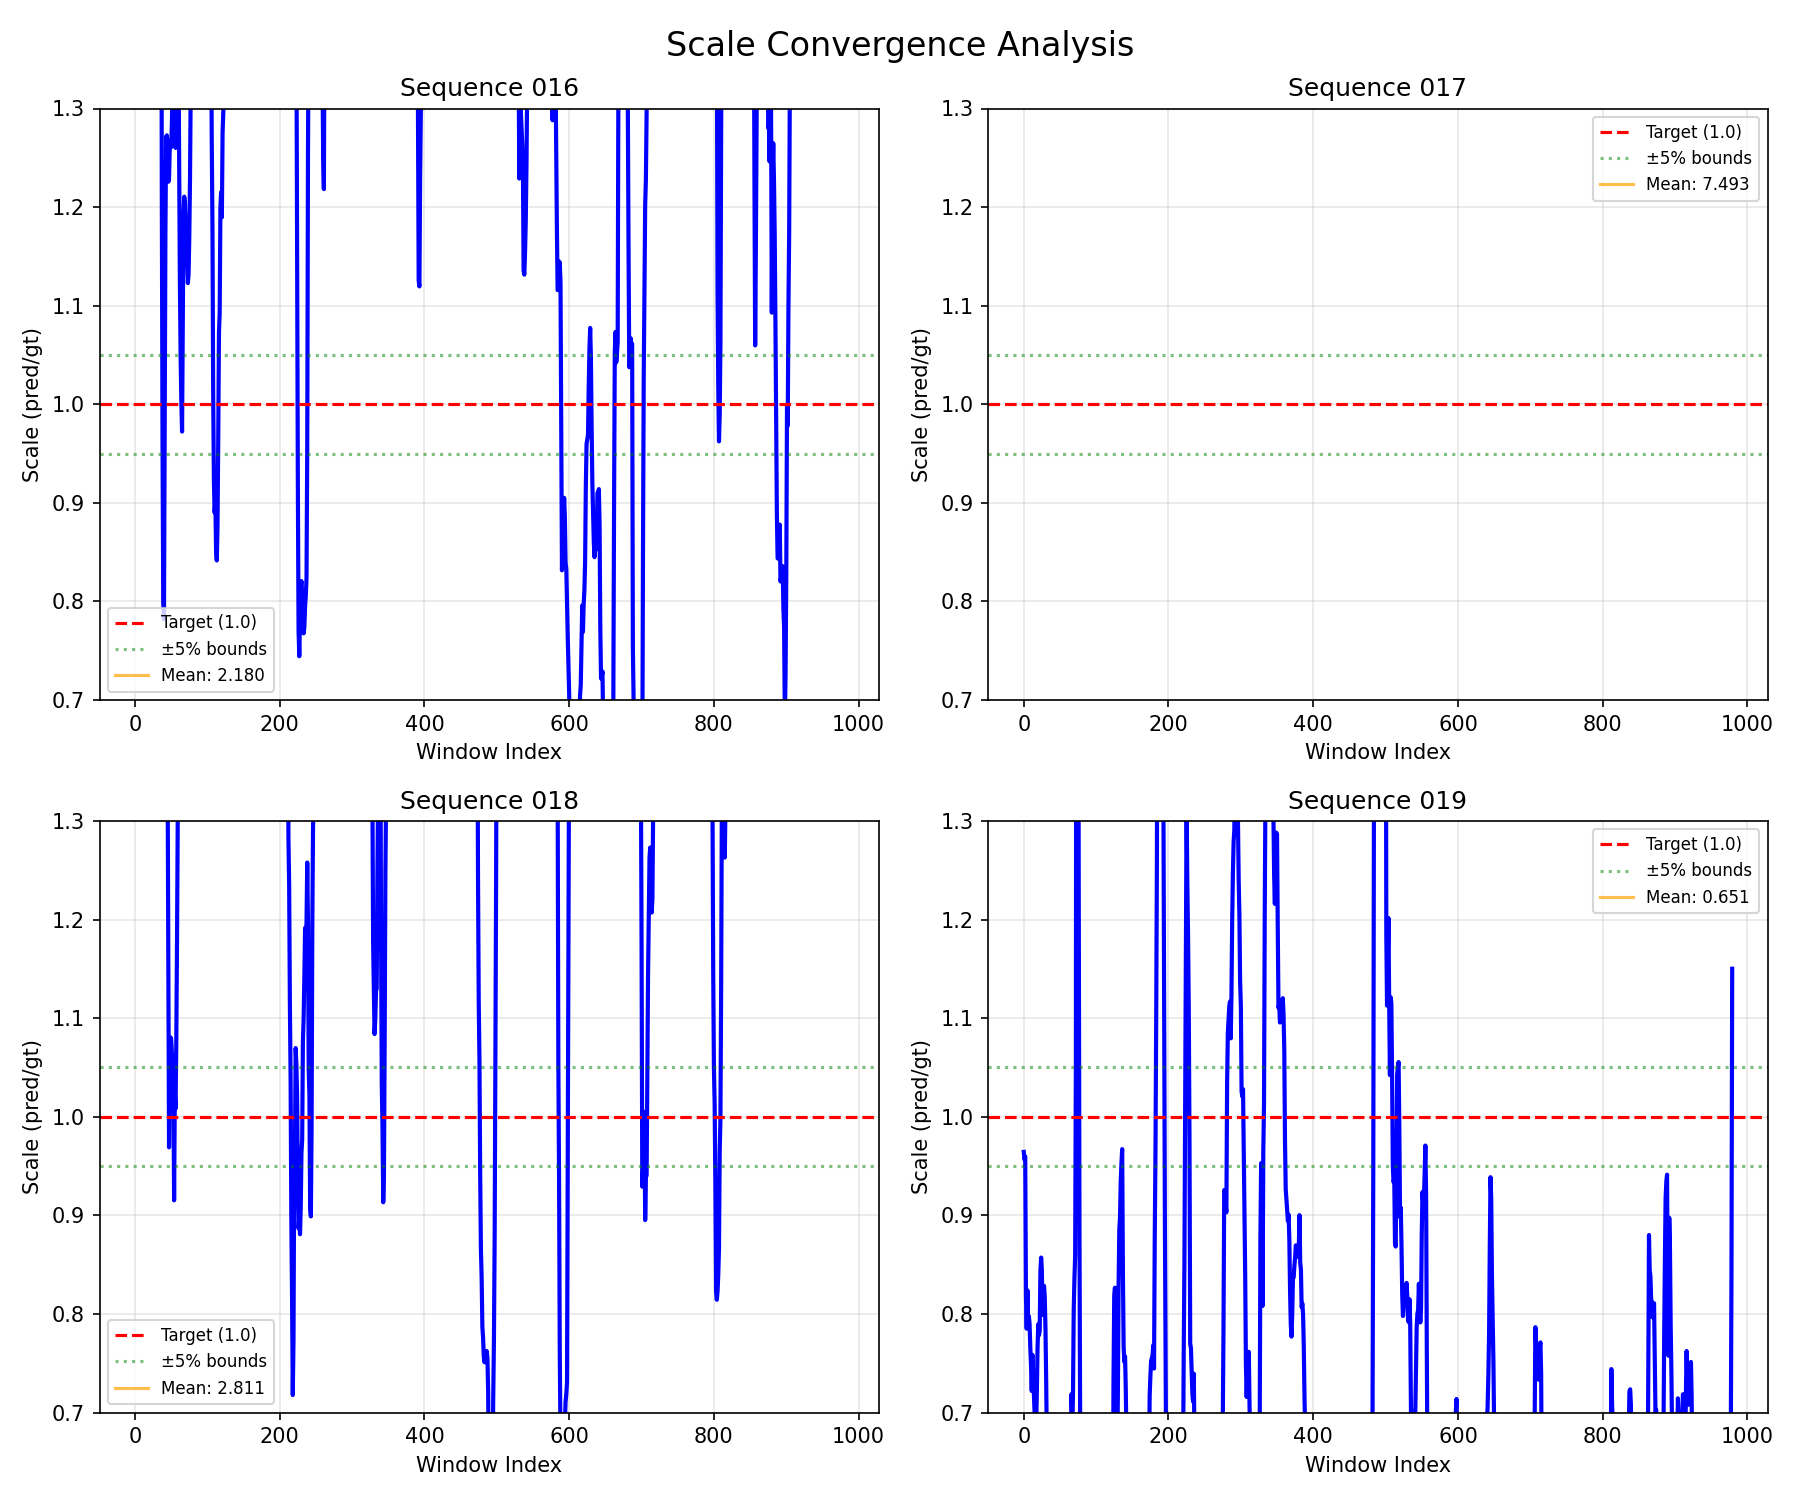 Scale Convergence Analysis
Sequence 016
1.3
1.2
1.1
1.0
0.9
0.8
0.7
Scale (pred/gt)
Target (1.0)
±5% bounds
Mean: 2.180
0 200 400 600 800 1000
Window Index
Sequence 017
1.3
1.2
1.1
1.0
0.9
0.8
0.7
Scale (pred/gt)
Target (1.0)
±5% bounds
Mean: 7.493
0 200 400 600 800 1000
Window Index
Sequence 018
1.3
1.2
1.1
1.0
0.9
0.8
0.7
Scale (pred/gt)
Target (1.0)
±5% bounds
Mean: 2.811
0 200 400 600 800 1000
Window Index
Sequence 019
1.3
1.2
1.1
1.0
0.9
0.8
0.7
Scale (pred/gt)
Target (1.0)
±5% bounds
Mean: 0.651
0 200 400 600 800 1000
Window Index